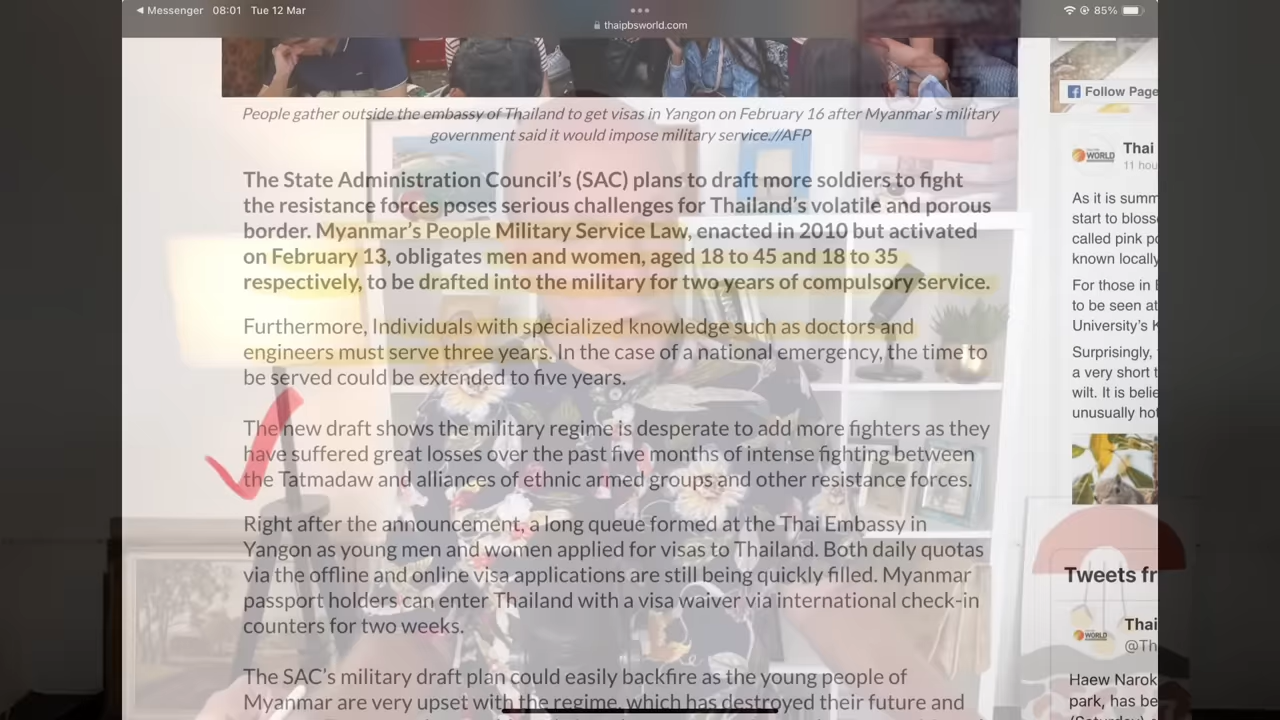 Messenger 08:01 Tue 12 Mar
85%
thaipbsworld.com
People gather outside the embassy of Thailand to get visas in Yangon on February 16 after Myanmar's military
government said it would impose military service.//AFP
The State Administration Council's (SAC) plans to draft more soldiers to fight
the resistance forces poses serious challenges for Thailand's volatile and porous
border. Myanmar's People Military Service Law, enacted in 2010 but activated
on February 13, obligates men and women, aged 18 to 45 and 18 to 35
respectively, to be drafted into the military for two years of compulsory service.
Furthermore, Individuals with specialized knowledge such as doctors and
engineers must serve three years. In the case of a national emergency, the time to
be served could be extended to five years.
The new draft shows the military regime is desperate to add more fighters as they
have suffered great losses over the past five months of intense fighting between
the Tatmadaw and alliances of ethnic armed groups and other resistance forces.
Right after the announcement, a long queue formed at the Thai Embassy in
Yangon as young men and women applied for visas to Thailand. Both daily quotas
via the offline and online visa applications are still being quickly filled. Myanmar
passport holders can enter Thailand with a visa waiver via international check-in
counters for two weeks.
The SAC's military draft plan could easily backfire as the young people of
Myanmar are very upset with the regime, which has destroyed their future and
Follow Page
WORLD
Thai
11 hou
As it is summ
start to blosso
called pink po
known locally
For those in B
to be seen at
University's K
Surprisingly,
a very short t
wilt. It is belie
unusually hot
Tweets fr
WORLD
Thai
@Th
Haew Narok
park, has be
(Saturday)